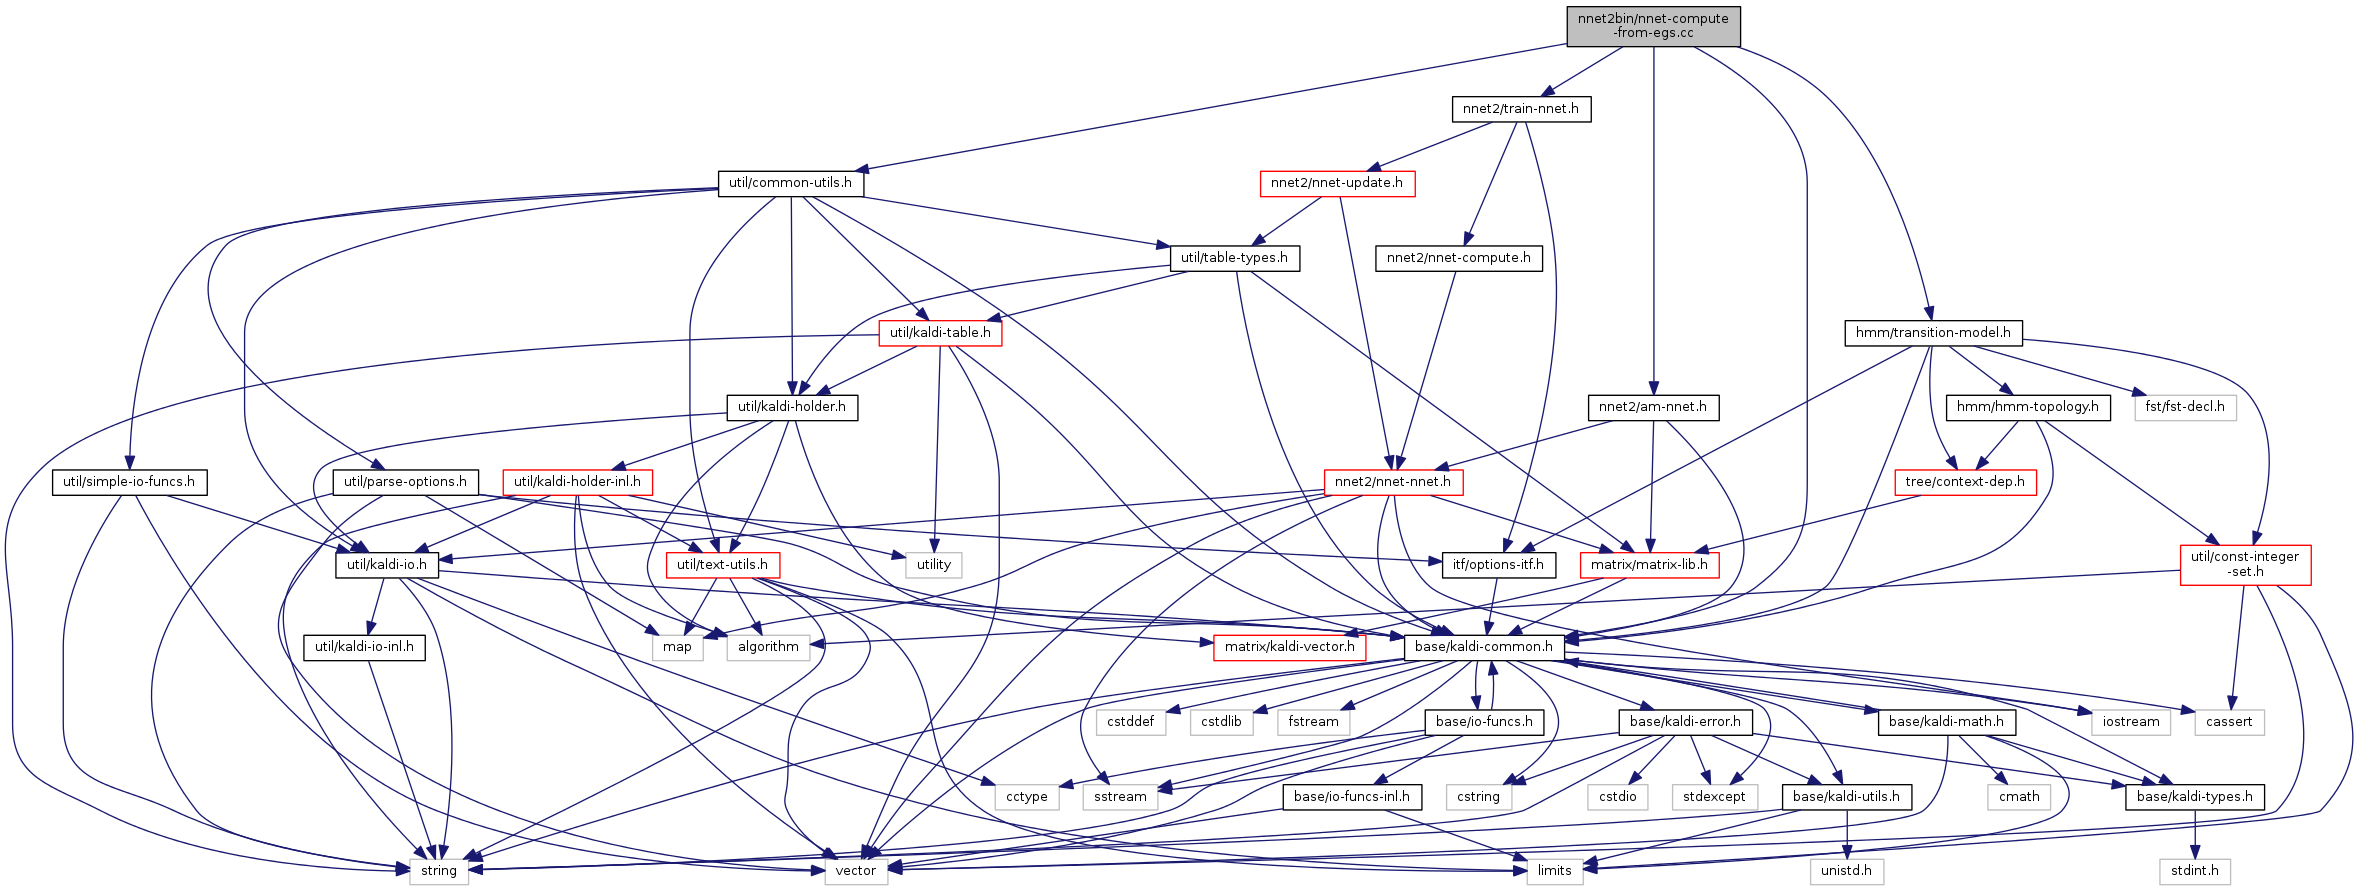 nnet2bin/nnet-compute
-from-egs.cc
nnet2/train-nnet.h
util/common-utils.h
nnet2/nnet-update.h
util/table-types.h
nnet2/nnet-compute.h
util/kaldi-table.h
hmm/transition-model.h
util/kaldi-holder.h
nnet2/am-nnet.h
hmm/hmm-topology.h
fst/fst-decl.h
util/simple-io-funcs.h
util/parse-options.h
util/kaldi-holder-inl.h
nnet2/nnet-nnet.h
tree/context-dep.h
util/kaldi-io.h
util/text-utils.h
utility
itf/options-itf.h
matrix/matrix-lib.h
util/const-integer
-set.h
util/kaldi-io-inl.h
map
algorithm
matrix/kaldi-vector.h
base/kaldi-common.h
cstddef
cstdlib
fstream
base/io-funcs.h
base/kaldi-error.h
base/kaldi-math.h
iostream
cassert
cctype
sstream
base/io-funcs-inl.h
cstring
cstdio
stdexcept
base/kaldi-utils.h
cmath
base/kaldi-types.h
string
vector
limits
unistd.h
stdint.h